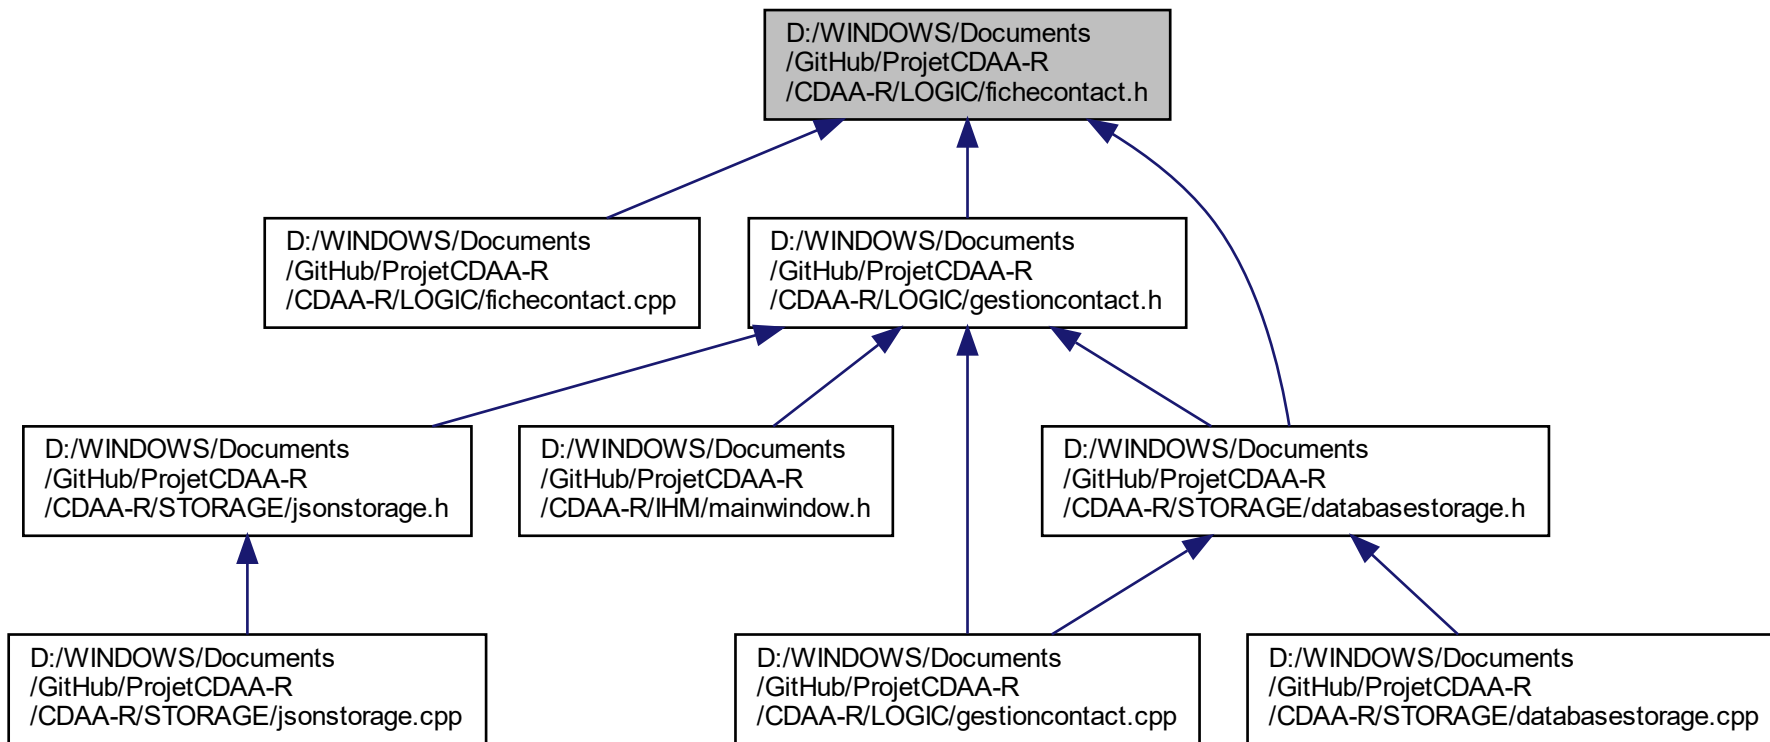 D:/WINDOWS/Documents
/GitHub/ProjetCDAA-R
/CDAA-R/LOGIC/fichecontact.h
D:/WINDOWS/Documents
/GitHub/ProjetCDAA-R
/CDAA-R/LOGIC/fichecontact.cpp
D:/WINDOWS/Documents
/GitHub/ProjetCDAA-R
/CDAA-R/LOGIC/gestioncontact.h
D:/WINDOWS/Documents
/GitHub/ProjetCDAA-R
/CDAA-R/STORAGE/jsonstorage.h
D:/WINDOWS/Documents
/GitHub/ProjetCDAA-R
/CDAA-R/IHM/mainwindow.h
D:/WINDOWS/Documents
/GitHub/ProjetCDAA-R
/CDAA-R/STORAGE/databasestorage.h
D:/WINDOWS/Documents
/GitHub/ProjetCDAA-R
/CDAA-R/STORAGE/jsonstorage.cpp
D:/WINDOWS/Documents
/GitHub/ProjetCDAA-R
/CDAA-R/LOGIC/gestioncontact.cpp
D:/WINDOWS/Documents
/GitHub/ProjetCDAA-R
/CDAA-R/STORAGE/databasestorage.cpp